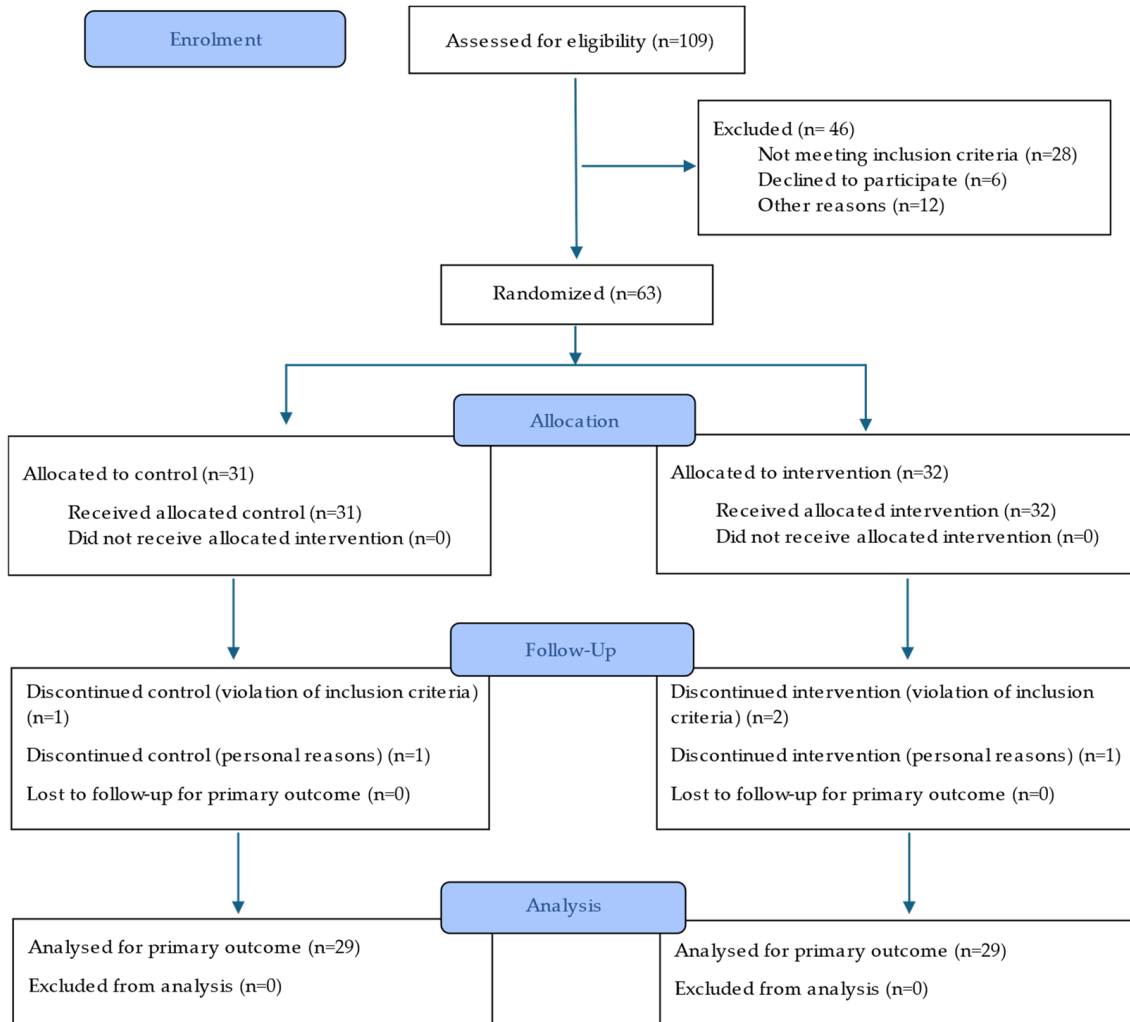 Enrolment
Assessed for eligibility (n=109)
Excluded (n= 46)
Not meeting inclusion criteria (n=28)
Declined to participate (n=6)
Other reasons (n=12)
Randomized (n=63)
Allocation
Allocated to control (n=31)
Received allocated control (n=31)
Did not receive allocated intervention (n=0)
Allocated to intervention (n=32)
Received allocated intervention (n=32)
Did not receive allocated intervention (n=0)
Follow-Up
Discontinued control (violation of inclusion criteria)
(n=1)
Discontinued control (personal reasons) (n=1)
Lost to follow-up for primary outcome (n=0)
Discontinued intervention (violation of inclusion
criteria) (n=2)
Discontinued intervention (personal reasons) (n=1)
Lost to follow-up for primary outcome (n=0)
Analysis
Analysed for primary outcome (n=29)
Excluded from analysis (n=0)
Analysed for primary outcome (n=29)
Excluded from analysis (n=0)